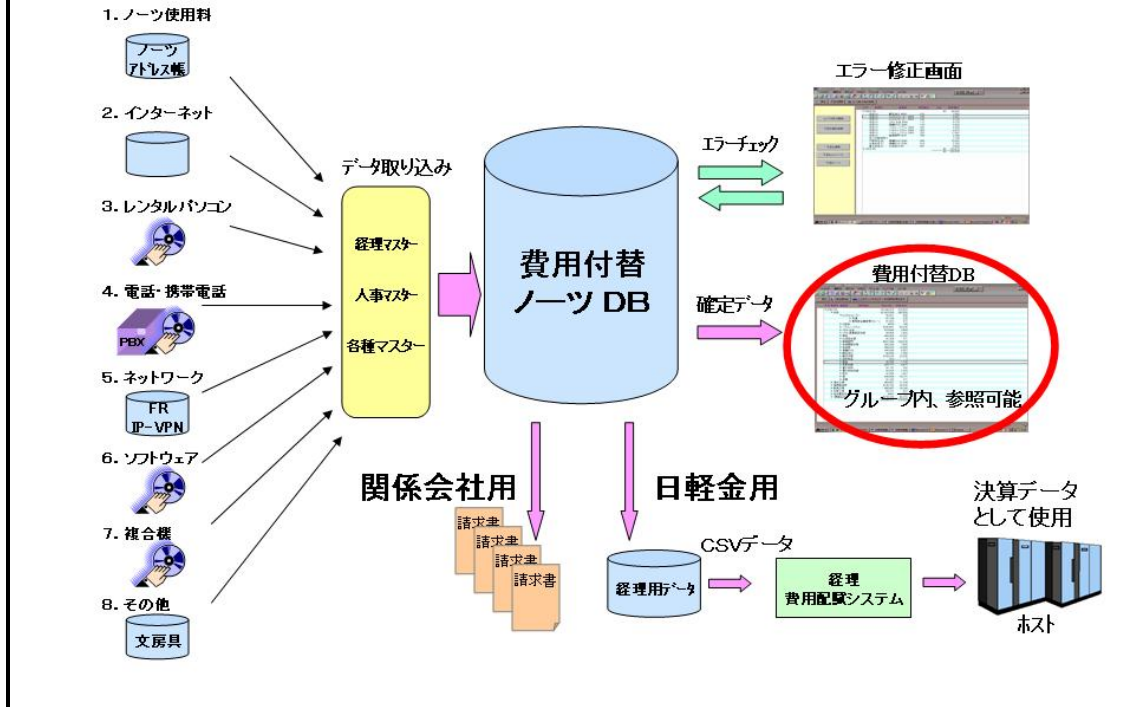 1. ノーツ使用料
ノーツ
アドレス帳
2. インターネット
3. レンタルパソコン
4. 電話・携帯電話
PBX
5. ネットワーク
FR
IP-VPN
6. ソフトウェア
7. 複合機
8. その他
文房具
データ取り込み
経理マスター
人事マスター
各種マスター
費用付替
ノーツ DB
エラー修正画面
エラーチェック
費用付替DB
確定データ
グループ内、参照可能
関係会社用
請求書
請求書
請求書
請求書
日軽金用
経理用データ
CSVデータ
経理
費用配賦システム
決算データ
として使用
ホスト